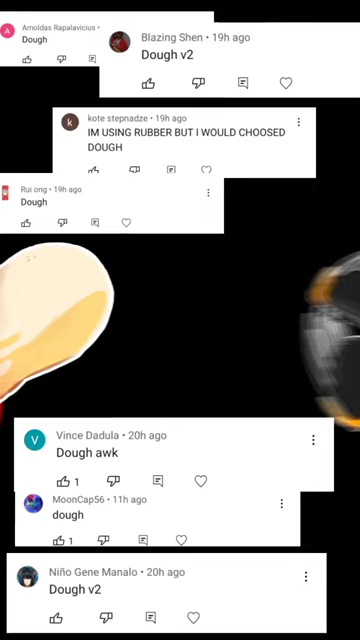 Arnoldas Rapalavicius •
Dough
Blazing Shen • 19h ago
Dough v2
kote stepnadze • 19h ago
IM USING RUBBER BUT I WOULD CHOOSED
DOUGH
Rui ong • 19h ago
Dough
Vince Dadula • 20h ago
Dough awk
1
MoonCap56 • 11h ago
dough
1
Niño Gene Manalo • 20h ago
Dough v2